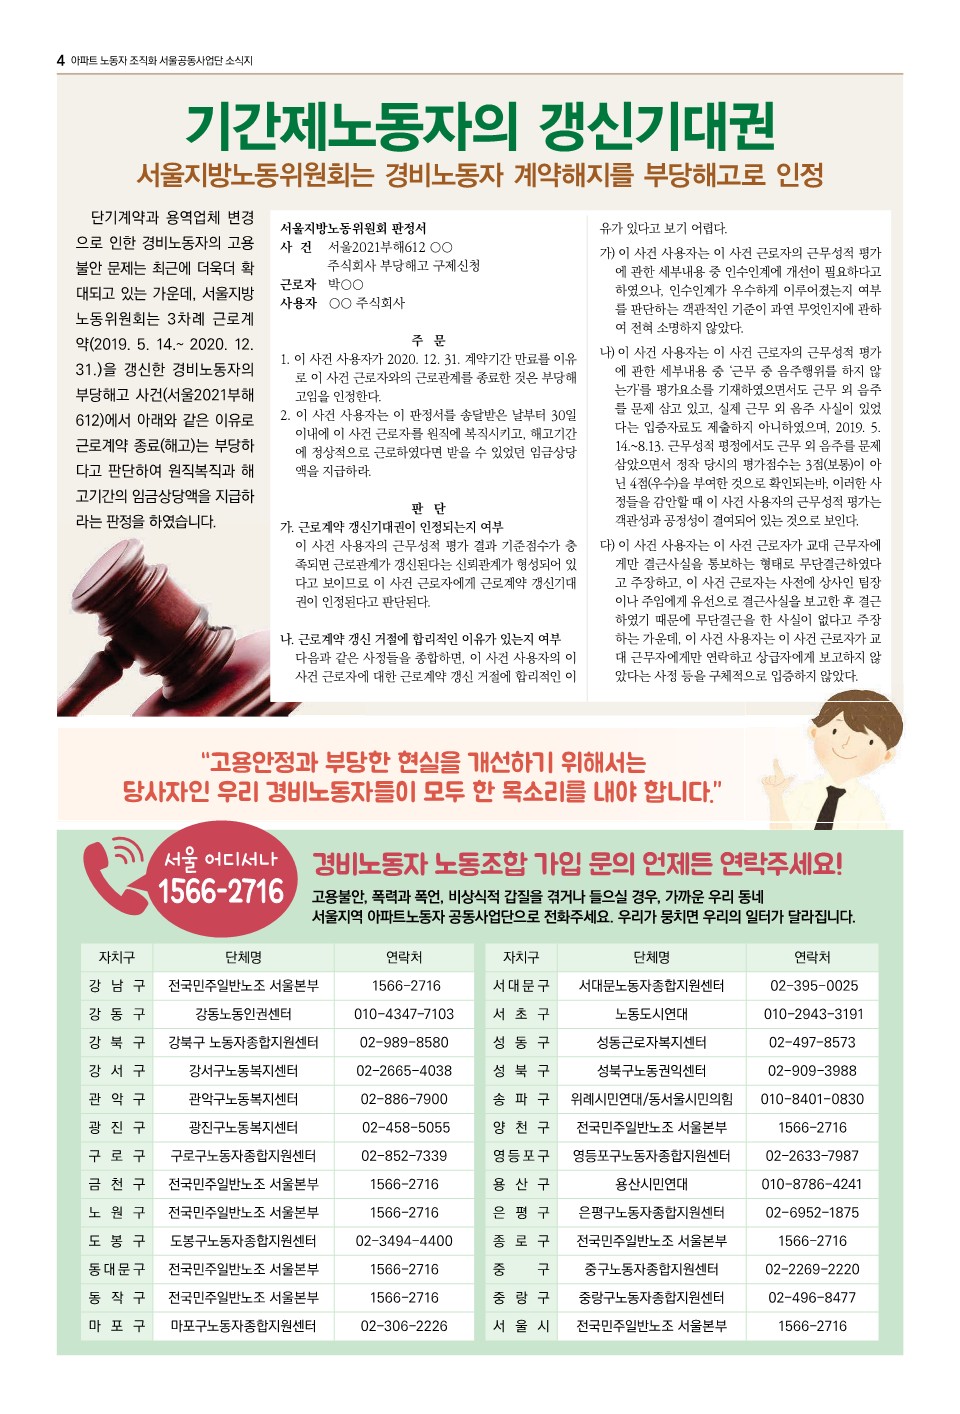 4 아파트 노동자 조직화 서울공동사업단 소식지
기간제노동자의 갱신기대권
서울지방노동위원회는 경비노동자 계약해지를 부당해고로 인정
단기계약과 용역업체 변경
으로 인한 경비노동자의 고용
불안 문제는 최근에 더욱더 확
대되고 있는 가운데, 서울지방
노동위원회는 3차례 근로계
약(2019. 5. 14.~ 2020. 12.
31.)을 갱신한 경비노동자의
부당해고 사건(서울2021부해
612)에서 아래와 같은 이유로
근로계약 종료(해고)는 부당하
다고 판단하여 원직복직과 해
고기간의 임금상당액을 지급하
라는 판정을 하였습니다.
서울지방노동위원회 판정서
사 건 서울2021부해612 ○○
주식회사 부당해고 구제신청
근로자 박○○
사용자 ○○ 주식회사
주 문
1. 이 사건 사용자가 2020. 12. 31. 계약기간 만료를 이유
로 이 사건 근로자와의 근로관계를 종료한 것은 부당해
고임을 인정한다.
2. 이 사건 사용자는 이 판정서를 송달받은 날부터 30일
이내에 이 사건 근로자를 원직에 복직시키고, 해고기간
에 정상적으로 근로하였다면 받을 수 있었던 임금상당
액을 지급하라.
판 단
가. 근로계약 갱신기대권이 인정되는지 여부
이 사건 사용자의 근무성적 평가 결과 기준점수가 충
족되면 근로관계가 갱신된다는 신뢰관계가 형성되어 있
다고 보이므로 이 사건 근로자에게 근로계약 갱신기대
권이 인정된다고 판단된다.
나. 근로계약 갱신 거절에 합리적인 이유가 있는지 여부
다음과 같은 사정들을 종합하면, 이 사건 사용자의 이
사건 근로자에 대한 근로계약 갱신 거절에 합리적인 이
유가 있다고 보기 어렵다.
가) 이 사건 사용자는 이 사건 근로자의 근무성적 평가
에 관한 세부내용 중 인수인계에 개선이 필요하다고
하였으나, 인수인계가 우수하게 이루어졌는지 여부
를 판단하는 객관적인 기준이 과연 무엇인지에 관하
여 전혀 소명하지 않았다.
나) 이 사건 사용자는 이 사건 근로자의 근무성적 평가
에 관한 세부내용 중 ‘근무 중 음주행위를 하지 않
는가’를 평가요소를 기재하였으면서도 근무 외 음주
를 문제 삼고 있고, 실제 근무 외 음주 사실이 있었
다는 입증자료도 제출하지 아니하였으며, 2019. 5.
14.~8.13. 근무성적 평정에서도 근무 외 음주를 문제
삼았으면서 정작 당시의 평가점수는 3점(보통)이 아
닌 4점(우수)을 부여한 것으로 확인되는바, 이러한 사
정들을 감안할 때 이 사건 사용자의 근무성적 평가는
객관성과 공정성이 결여되어 있는 것으로 보인다.
다) 이 사건 사용자는 이 사건 근로자가 교대 근무자에
게만 결근사실을 통보하는 형태로 무단결근하였다
고 주장하고, 이 사건 근로자는 사전에 상사인 팀장
이나 주임에게 유선으로 결근사실을 보고한 후 결근
하였기 때문에 무단결근을 한 사실이 없다고 주장
하는 가운데, 이 사건 사용자는 이 사건 근로자가 교
대 근무자에게만 연락하고 상급자에게 보고하지 않
았다는 사정 등을 구체적으로 입증하지 않았다.
“고용안정과 부당한 현실을 개선하기 위해서는
당사자인 우리 경비노동자들이 모두 한 목소리를 내야 합니다.”
서울 어디서나
1566-2716
경비노동자 노동조합 가입 문의 언제든 연락주세요!
고용불안, 폭력과 폭언, 비상식적 갑질을 겪거나 들으실 경우, 가까운 우리 동네
서울지역 아파트노동자 공동사업단으로 전화주세요. 우리가 뭉치면 우리의 일터가 달라집니다.
자치구 단체명 연락처
강 남 구 전국민주일반노조 서울본부 1566-2716
강 동 구 강동노동인권센터 010-4347-7103
강 북 구 강북구 노동자종합지원센터 02-989-8580
강 서 구 강서구노동복지센터 02-2665-4038
관 악 구 관악구노동복지센터 02-886-7900
광 진 구 광진구노동복지센터 02-458-5055
구 로 구 구로구노동자종합지원센터 02-852-7339
금 천 구 전국민주일반노조 서울본부 1566-2716
노 원 구 전국민주일반노조 서울본부 1566-2716
도 봉 구 도봉구노동자종합지원센터 02-3494-4400
동대문구 전국민주일반노조 서울본부 1566-2716
동 작 구 전국민주일반노조 서울본부 1566-2716
마 포 구 마포구노동자종합지원센터 02-306-2226
자치구 단체명 연락처
서대문구 서대문노동자종합지원센터 02-395-0025
서 초 구 노동도시연대 010-2943-3191
성 동 구 성동근로자복지센터 02-497-8573
성 북 구 성북구노동권익센터 02-909-3988
송 파 구 위례시민연대/동서울시민의힘 010-8401-0830
양 천 구 전국민주일반노조 서울본부 1566-2716
영등포구 영등포구노동자종합지원센터 02-2633-7987
용 산 구 용산시민연대 010-8786-4241
은 평 구 은평구노동자종합지원센터 02-6952-1875
종 로 구 전국민주일반노조 서울본부 1566-2716
중 구 중구노동자종합지원센터 02-2269-2220
중 랑 구 중랑구노동자종합지원센터 02-496-8477
서 울 시 전국민주일반노조 서울본부 1566-2716